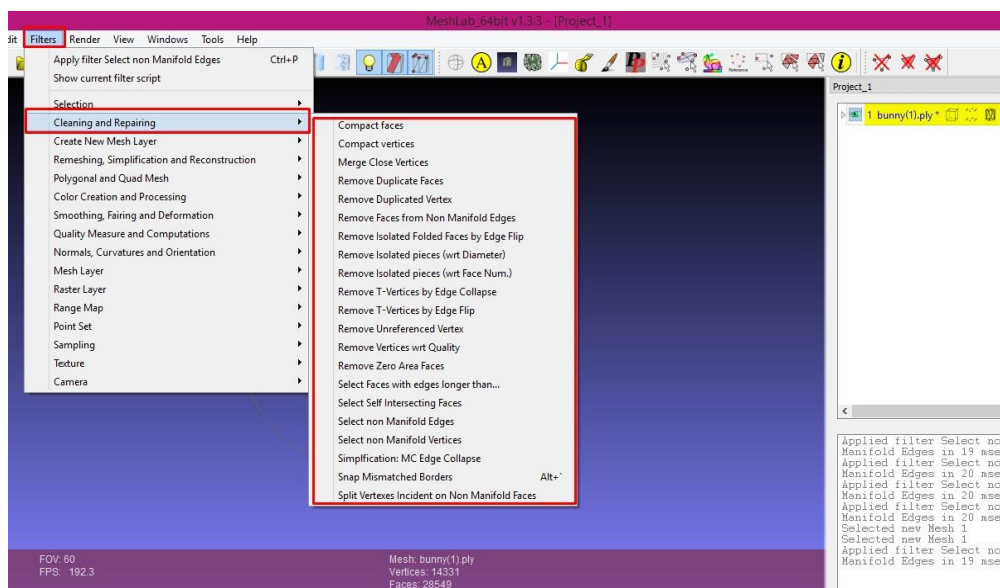 MeshLab_64bit v1.3.3 - [Project_1]
dit Filters Render View Windows Tools Help
Apply filter Select non Manifold Edges Ctrl+P
Show current filter script
Selection
Cleaning and Repairing
Create New Mesh Layer
Remeshing, Simplification and Reconstruction
Polygonal and Quad Mesh
Color Creation and Processing
Smoothing, Fairing and Deformation
Quality Measure and Computations
Normals, Curvatures and Orientation
Mesh Layer
Raster Layer
Range Map
Point Set
Sampling
Texture
Camera
Compact faces
Compact vertices
Merge Close Vertices
Remove Duplicate Faces
Remove Duplicated Vertex
Remove Faces from Non Manifold Edges
Remove Isolated Folded Faces by Edge Flip
Remove Isolated pieces (wrt Diameter)
Remove Isolated pieces (wrt Face Num.)
Remove T-Vertices by Edge Collapse
Remove T-Vertices by Edge Flip
Remove Unreferenced Vertex
Remove Vertices wrt Quality
Remove Zero Area Faces
Select Faces with edges longer than...
Select Self Intersecting Faces
Select non Manifold Edges
Select non Manifold Vertices
Simplfication: MC Edge Collapse
Snap Mismatched Borders Alt+`
Split Vertexes Incident on Non Manifold Faces
Project_1
1 bunny(1).ply *
Applied filter Select no
Manifold Edges in 19 mse
Applied filter Select no
Manifold Edges in 20 mse
Applied filter Select no
Manifold Edges in 20 mse
Applied filter Select no
Manifold Edges in 20 mse
Selected new Mesh 1
Selected new Mesh 1
Applied filter Select no
Manifold Edges in 19 mse
FOV: 60
FPS: 192.3
Mesh: bunny(1).ply
Vertices: 14331
Faces: 28549